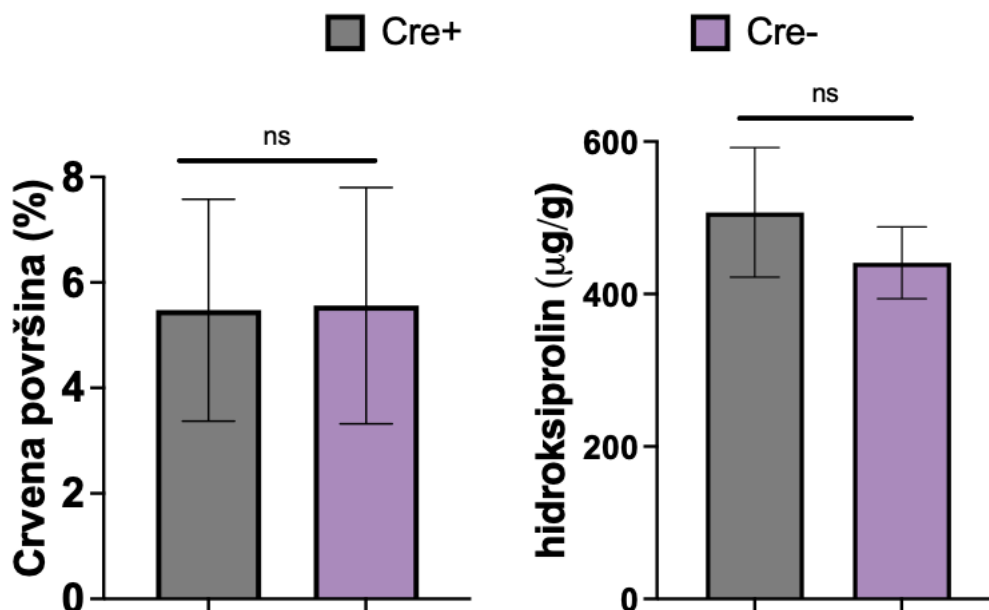 Cre+
Cre-
ns
8
6
4
2
0
Crvena površina (%)
ns
600
400
200
0
hidroksiprolin (μg/g)